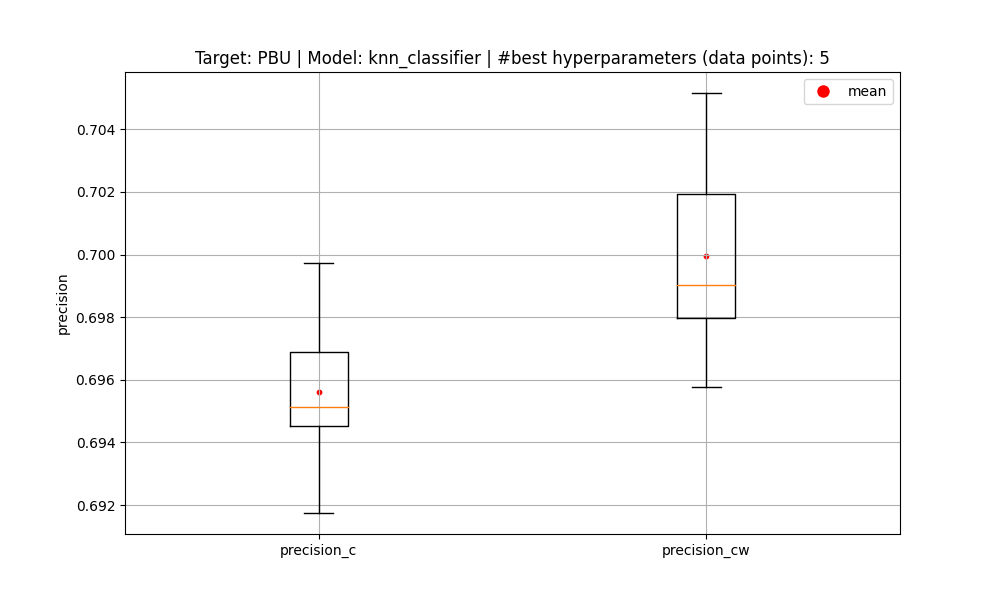 Target: PBU | Model: knn_classifier | #best hyperparameters (data points): 5
mean
0.704
0.702
0.700
0.698
0.696
0.694
0.692
precision
precision_c
precision_cw